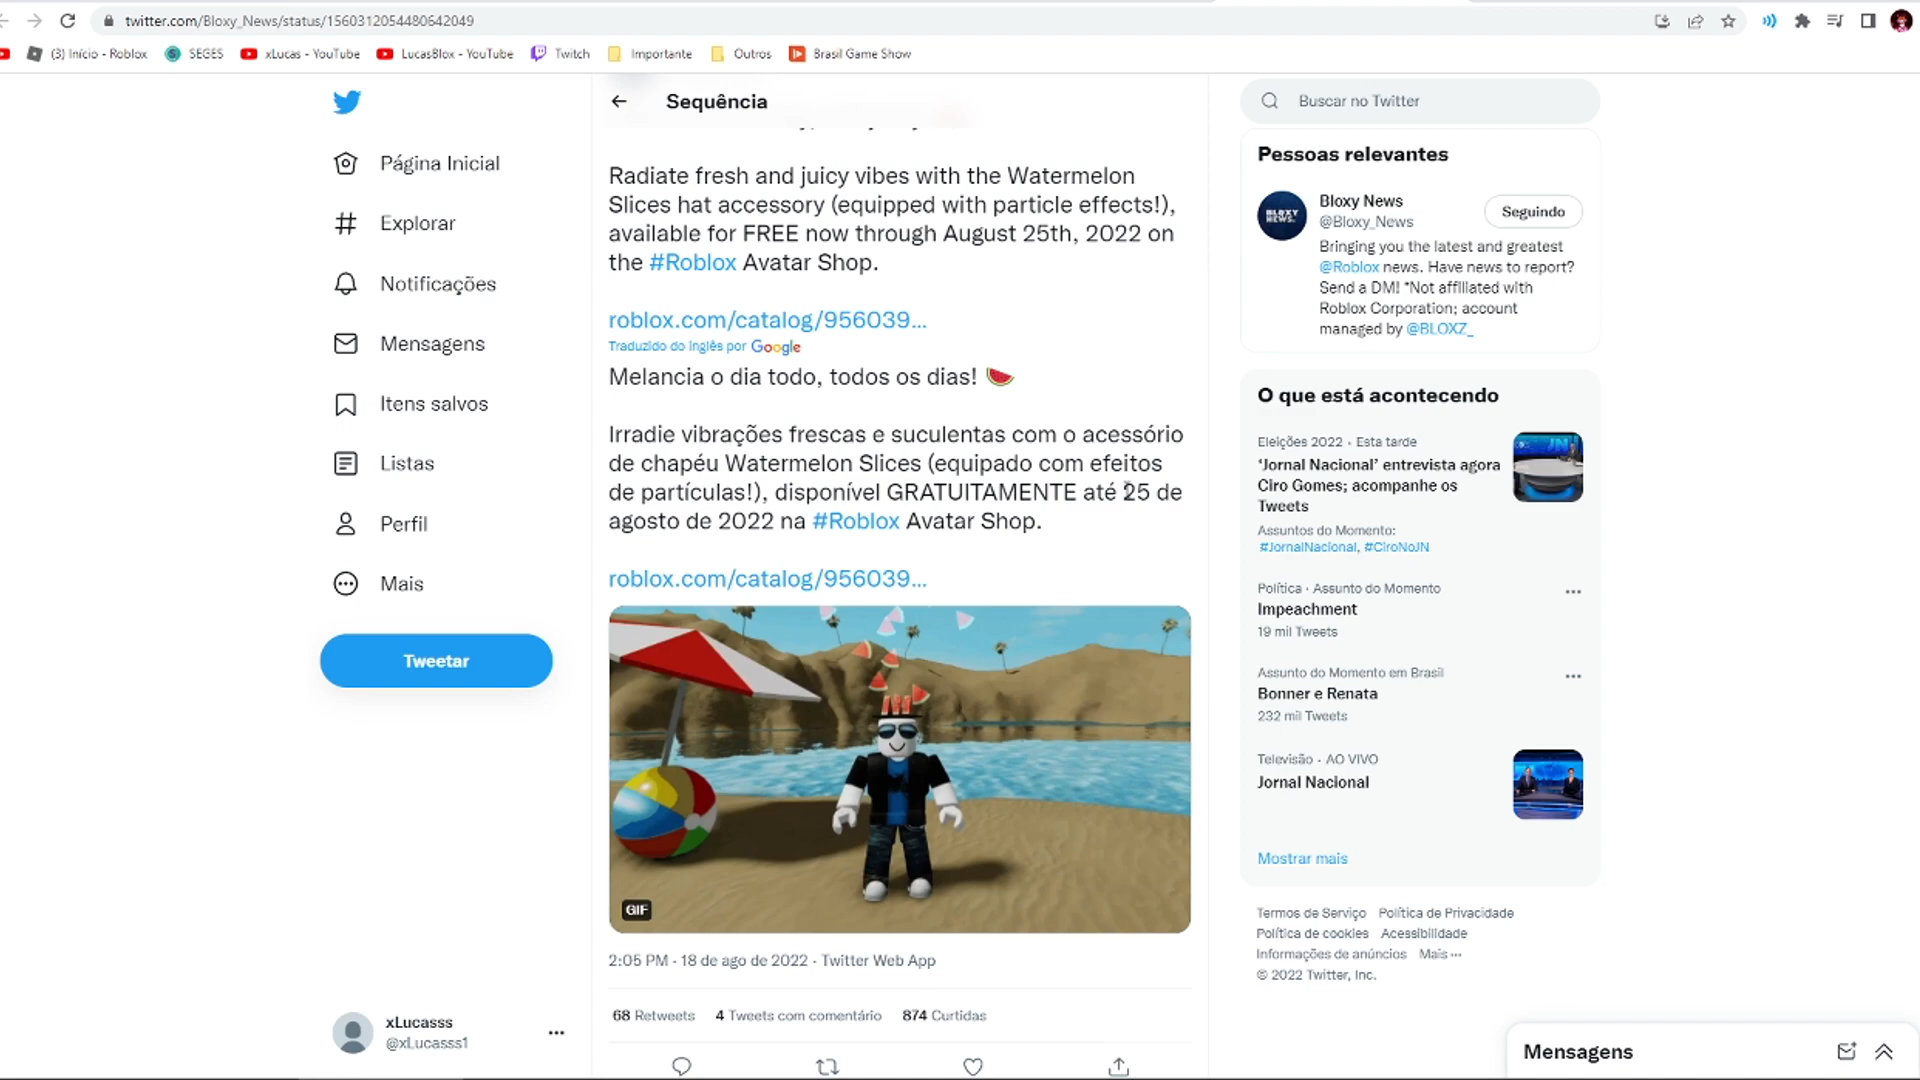 twitter.com/Bloxy_News/status/1560312054480642049
(3) Início - Roblox
SEGES
xLucas - YouTube
LucasBlox - YouTube
Twitch
Importante
Outros
Brasil Game Show
Página Inicial
Explorar
Notificações
Mensagens
Itens salvos
Listas
Perfil
Mais
Tweetar
xLucasss
@xLucasss1
Sequência
Radiate fresh and juicy vibes with the Watermelon
Slices hat accessory (equipped with particle effects!),
available for FREE now through August 25th, 2022 on
the #Roblox Avatar Shop.
roblox.com/catalog/956039...
Traduzido do inglês por Google
Melancia o dia todo, todos os dias! 🍉
Irradie vibrações frescas e suculentas com o acessório
de chapéu Watermelon Slices (equipado com efeitos
de partículas!), disponível GRATUITAMENTE até 25 de
agosto de 2022 na #Roblox Avatar Shop.
roblox.com/catalog/956039...
GIF
2:05 PM · 18 de ago de 2022 · Twitter Web App
68 Retweets 4 Tweets com comentário 874 Curtidas
Buscar no Twitter
Pessoas relevantes
BLOXY
NEWS
Bloxy News
@Bloxy_News
Seguindo
Bringing you the latest and greatest
@Roblox news. Have news to report?
Send a DM! *Not affiliated with
Roblox Corporation; account
managed by @BLOXZ_
O que está acontecendo
Eleições 2022 · Esta tarde
‘Jornal Nacional’ entrevista agora
Ciro Gomes; acompanhe os
Tweets
Assuntos do Momento:
#JornalNacional, #CiroNoJN
JN
Política · Assunto do Momento
Impeachment
19 mil Tweets
Assunto do Momento em Brasil
Bonner e Renata
232 mil Tweets
Televisão · AO VIVO
Jornal Nacional
Mostrar mais
Termos de Serviço Política de Privacidade
Política de cookies Acessibilidade
Informações de anúncios Mais ···
© 2022 Twitter, Inc.
Mensagens